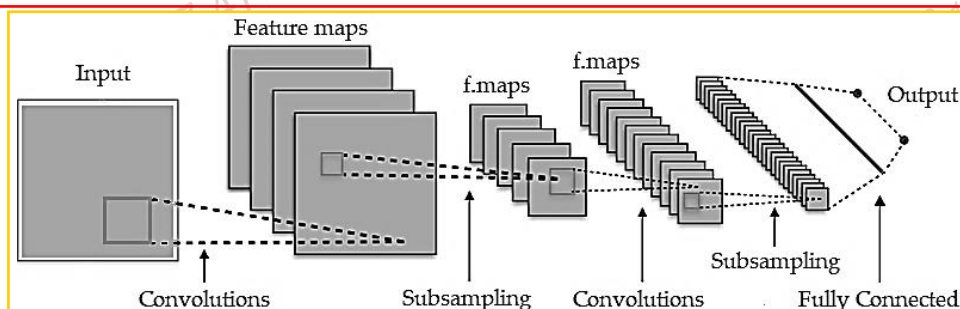 Feature maps
Input
f.maps
f.maps
Output
Convolutions
Subsampling
Convolutions
Subsampling
Fully Connected